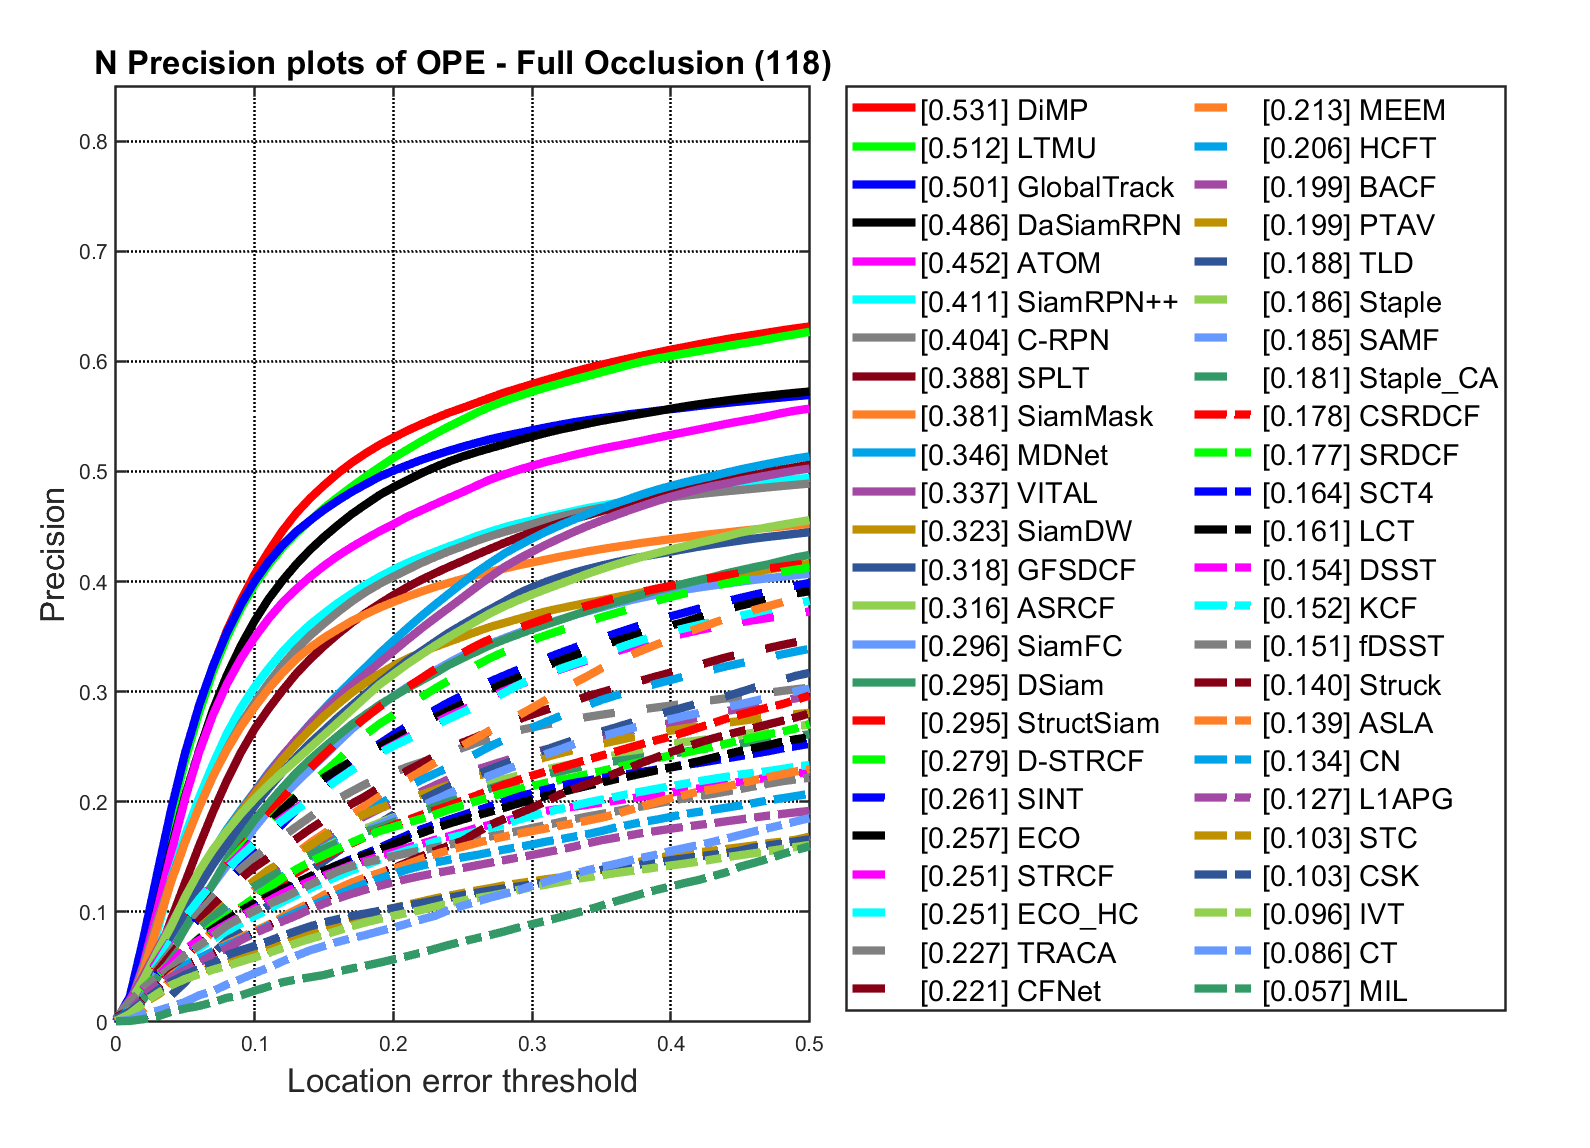 N Precision plots of OPE - Full Occlusion (118)
0.8
0.7
0.6
0.5
0.4
0.3
0.2
0.1
0
Precision
0 0.1 0.2 0.3 0.4 0.5
Location error threshold
[0.531] DiMP
[0.512] LTMU
[0.501] GlobalTrack
[0.486] DaSiamRPN
[0.452] ATOM
[0.411] SiamRPN++
[0.404] C-RPN
[0.388] SPLT
[0.381] SiamMask
[0.346] MDNet
[0.337] VITAL
[0.323] SiamDW
[0.318] GFSDCF
[0.316] ASRCF
[0.296] SiamFC
[0.295] DSiam
[0.295] StructSiam
[0.279] D-STRCF
[0.261] SINT
[0.257] ECO
[0.251] STRCF
[0.251] ECO_HC
[0.227] TRACA
[0.221] CFNet
[0.213] MEEM
[0.206] HCFT
[0.199] BACF
[0.199] PTAV
[0.188] TLD
[0.186] Staple
[0.185] SAMF
[0.181] Staple_CA
[0.178] CSRDCF
[0.177] SRDCF
[0.164] SCT4
[0.161] LCT
[0.154] DSST
[0.152] KCF
[0.151] fDSST
[0.140] Struck
[0.139] ASLA
[0.134] CN
[0.127] L1APG
[0.103] STC
[0.103] CSK
[0.096] IVT
[0.086] CT
[0.057] MIL